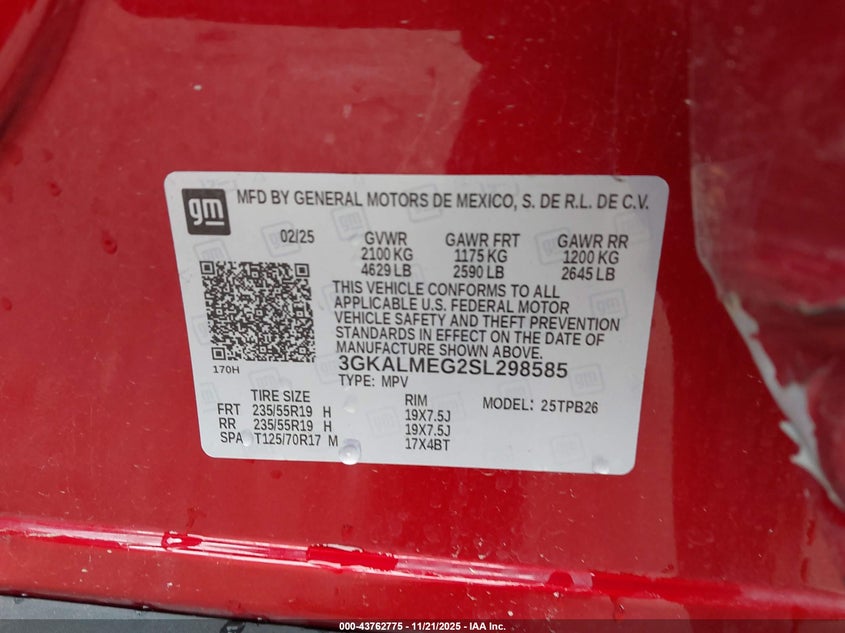 gm
MFD BY GENERAL MOTORS DE MEXICO, S. DE R.L. DE C.V.
02/25 GVWR GAWR FRT GAWR RR
2100 KG 1175 KG 1200 KG
4629 LB 2590 LB 2645 LB
THIS VEHICLE CONFORMS TO ALL
APPLICABLE U.S. FEDERAL MOTOR
VEHICLE SAFETY AND THEFT PREVENTION
STANDARDS IN EFFECT ON THE DATE OF
MANUFACTURE SHOWN ABOVE.
170H
3GKALMEG2SL298585
TYPE: MPV
TIRE SIZE RIM MODEL: 25TPB26
FRT 235/55R19 H 19X7.5J
RR 235/55R19 H 19X7.5J
SPA T125/70R17 M 17X4BT
000-43762775 - 11/21/2025 - IAA Inc.